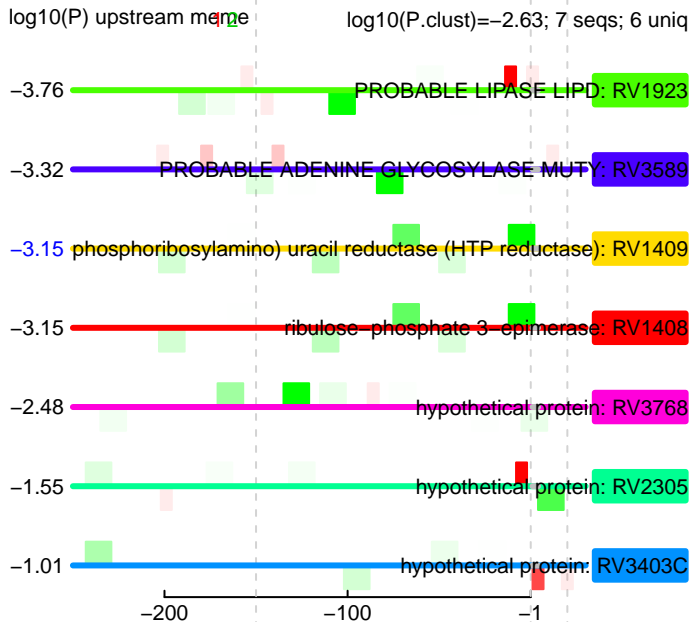 log10(P) upstream meme 1 2 log10(P.clust)=−2.63; 7 seqs; 6 uniq
−3.76 PROBABLE LIPASE LIPD: RV1923
−3.32 PROBABLE ADENINE GLYCOSYLASE MUTY: RV3589
−3.15 phosphoribosylamino) uracil reductase (HTP reductase): RV1409
−3.15 ribulose−phosphate 3−epimerase: RV1408
−2.48 hypothetical protein: RV3768
−1.55 hypothetical protein: RV2305
−1.01 hypothetical protein: RV3403C
−200 −100 −1